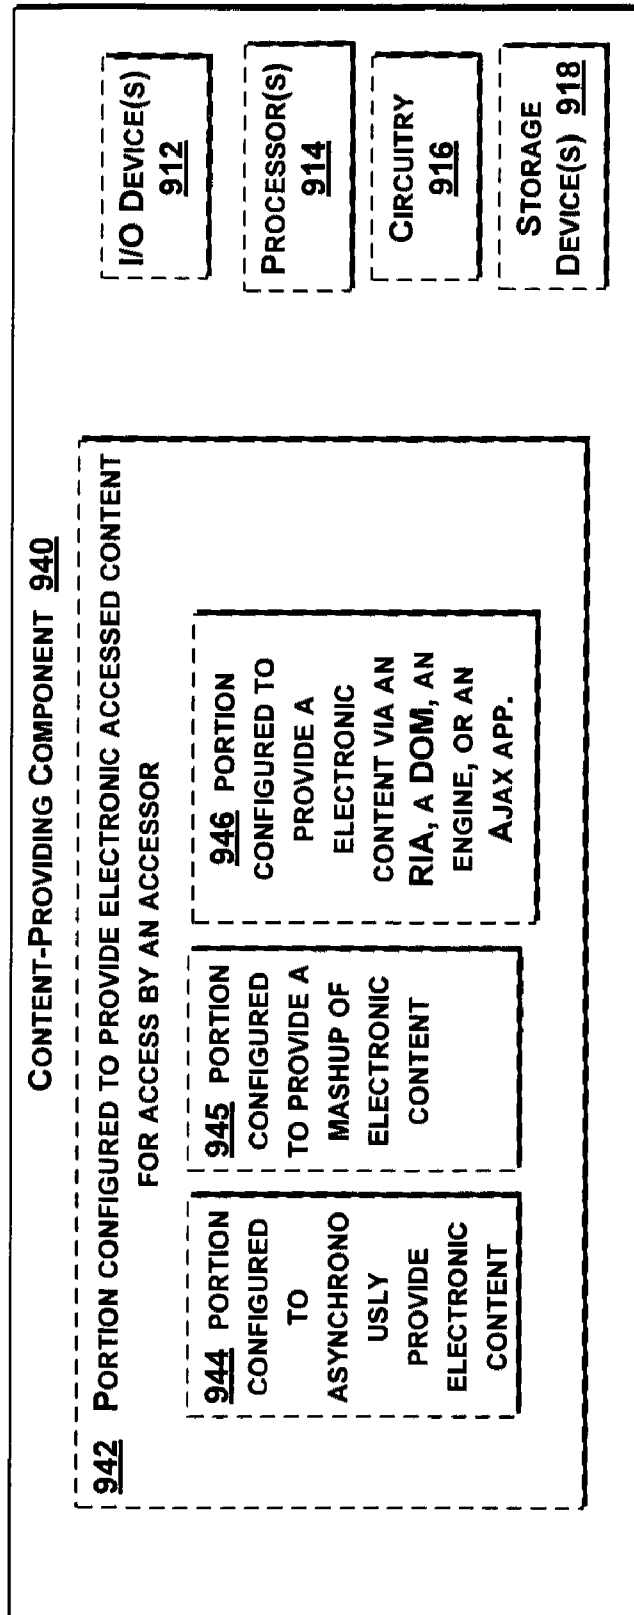 CONTENT-PROVIDING COMPONENT 940
942 PORTION CONFIGURED TO PROVIDE ELECTRONIC ACCESSED CONTENT
FOR ACCESS BY AN ACCESSOR
944 PORTION
CONFIGURED
TO
ASYNCHRONO
USLY
PROVIDE
ELECTRONIC
CONTENT
945 PORTION
CONFIGURED
TO PROVIDE A
MASHUP OF
ELECTRONIC
CONTENT
946 PORTION
CONFIGURED TO
PROVIDE A
ELECTRONIC
CONTENT VIA AN
RIA, A DOM, AN
ENGINE, OR AN
AJAX APP.
I/O DEVICE(S)
912
PROCESSOR(S)
914
CIRCUITRY
916
STORAGE
DEVICE(S) 918